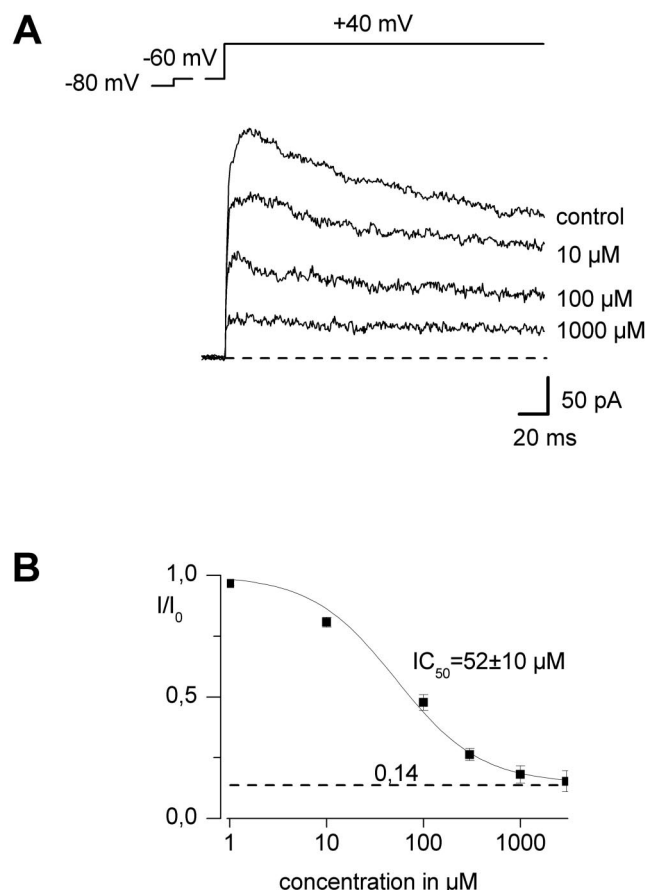 A
+40 mV
-60 mV
-80 mV
control
10 µM
100 µM
1000 µM
50 pA
20 ms
B
1,0
I/I0
IC50=52±10 µM
0,5
0,14
0,0
1 10 100 1000
concentration in µM